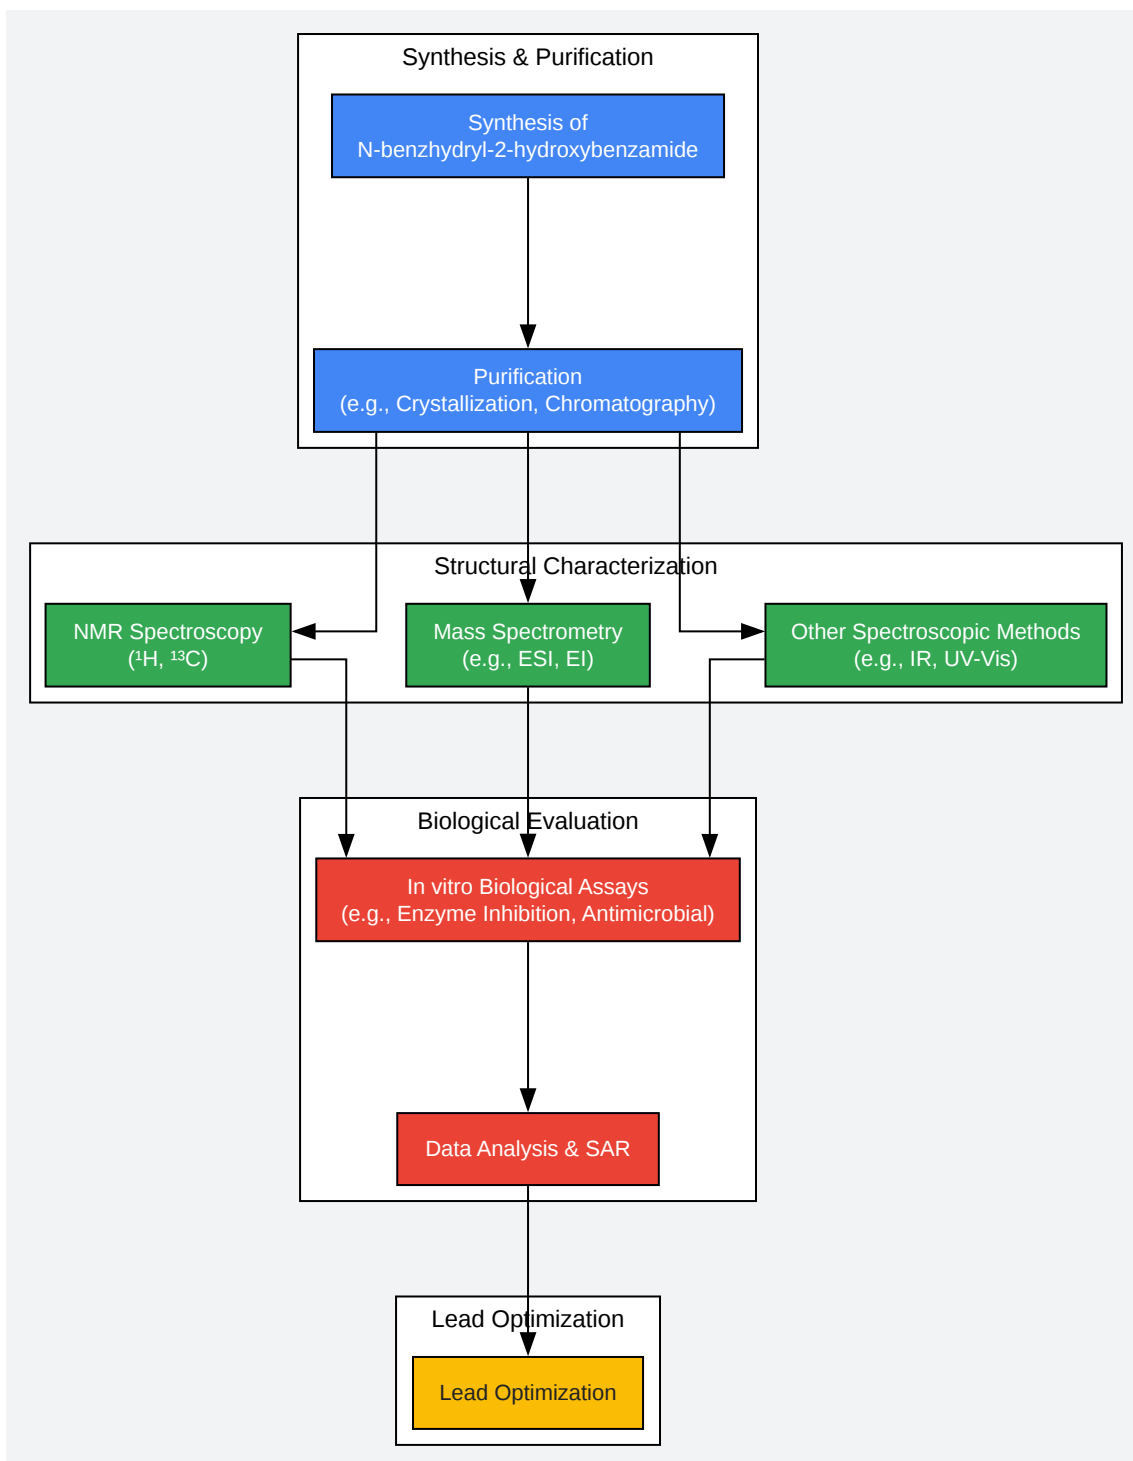 Synthesis & Purification
Synthesis of
N-benzhydryl-2-hydroxybenzamide
Purification
(e.g., Crystallization, Chromatography)
Structural Characterization
NMR Spectroscopy
(¹H, ¹³C)
Mass Spectrometry
(e.g., ESI, EI)
Other Spectroscopic Methods
(e.g., IR, UV-Vis)
Biological Evaluation
In vitro Biological Assays
(e.g., Enzyme Inhibition, Antimicrobial)
Data Analysis & SAR
Lead Optimization
Lead Optimization